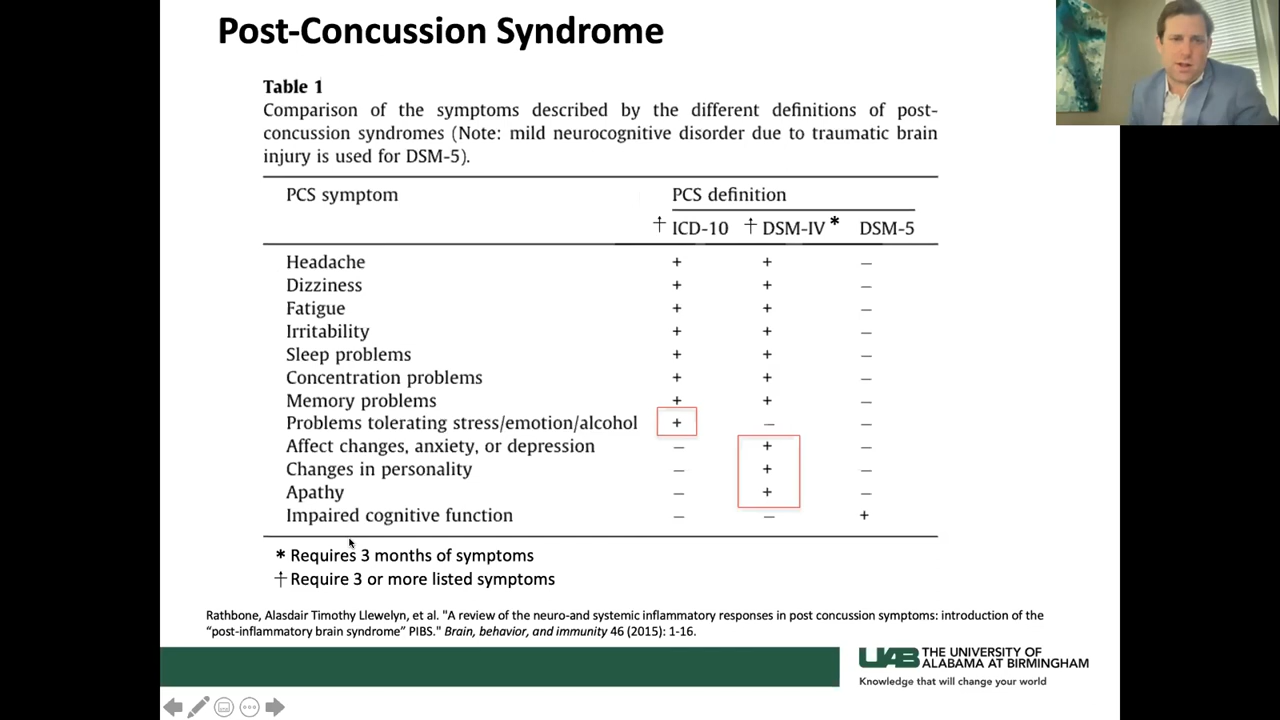 Post-Concussion Syndrome
Table 1
Comparison of the symptoms described by the different definitions of post-
concussion syndromes (Note: mild neurocognitive disorder due to traumatic brain
injury is used for DSM-5).
PCS symptom PCS definition
† ICD-10 † DSM-IV * DSM-5
Headache + + –
Dizziness + + –
Fatigue + + –
Irritability + + –
Sleep problems + + –
Concentration problems + + –
Memory problems + + –
Problems tolerating stress/emotion/alcohol + – –
Affect changes, anxiety, or depression – + –
Changes in personality – + –
Apathy – + –
Impaired cognitive function – – +
* Requires 3 months of symptoms
† Require 3 or more listed symptoms
Rathbone, Alasdair Timothy Llewelyn, et al. "A review of the neuro-and systemic inflammatory responses in post concussion symptoms: introduction of the
“post-inflammatory brain syndrome” PIBS." Brain, behavior, and immunity 46 (2015): 1-16.
UAB THE UNIVERSITY OF
ALABAMA AT BIRMINGHAM
Knowledge that will change your world